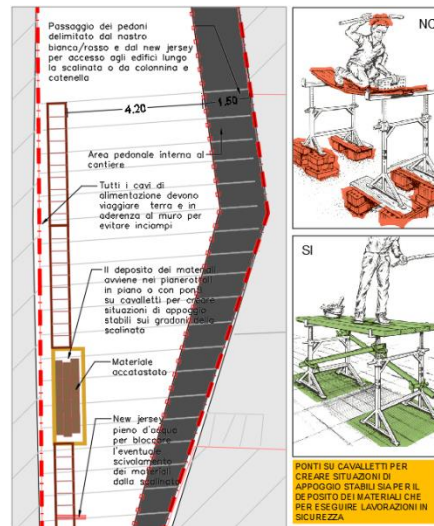 Passaggio dei pedoni
delimitato dal nastro
bianca/rosso e dal new jersey
per accesso agli edifici lungo
la scalinata o da colonnina e
catenella
4,20
1,50
Area pedonale interna al
cantiere
Tutti i cavi di
alimentazione devono
viaggiare terra e in
aderenza al muro per
evitare inciampi
Il deposito dei materiali
avviene nei pianerottoli
in piano o con ponti
su cavalletti per creare
situazioni di appoggio
stabili sui gradoni della
scalinata
Materiale
accatastato
New jersey
pieno d'acqua
per bloccare
l'eventuale
scivolamento
dei materiali
dalla scalinata
NO
SI
PONTI SU CAVALLETTI PER
CREARE SITUAZIONI DI
APPOGGIO STABILI SIA PER IL
DEPOSITO DEI MATERIALI CHE
PER ESEGUIRE LAVORAZIONI IN
SICUREZZA